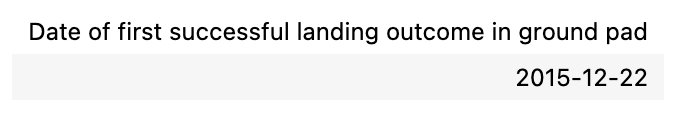 Date of first successful landing outcome in ground pad
2015-12-22